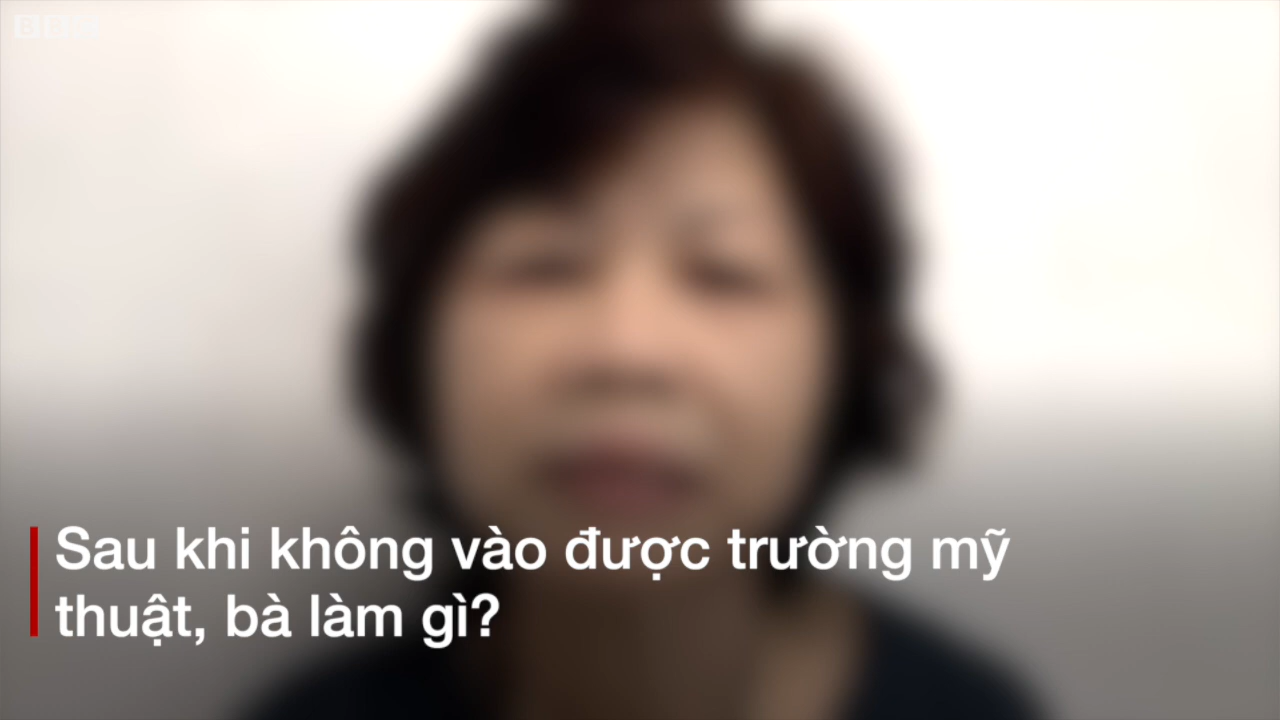 BBC
Sau khi không vào được trường mỹ
thuật, bà làm gì?